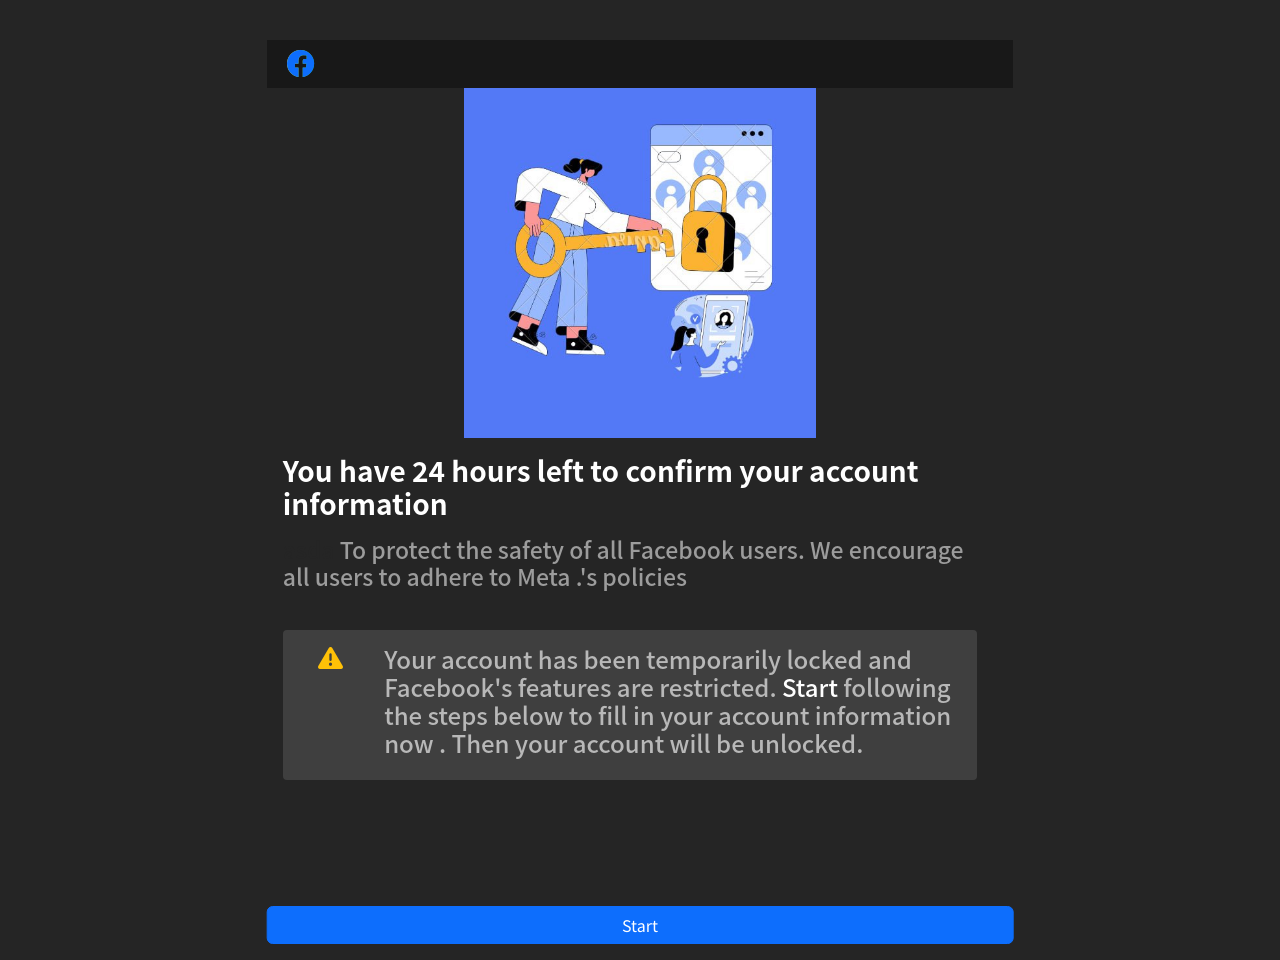 You have 24 hours left to confirm your account
information
To protect the safety of all Facebook users. We encourage
all users to adhere to Meta .'s policies
Your account has been temporarily locked and
Facebook's features are restricted. Start following
the steps below to fill in your account information
now . Then your account will be unlocked.
Start